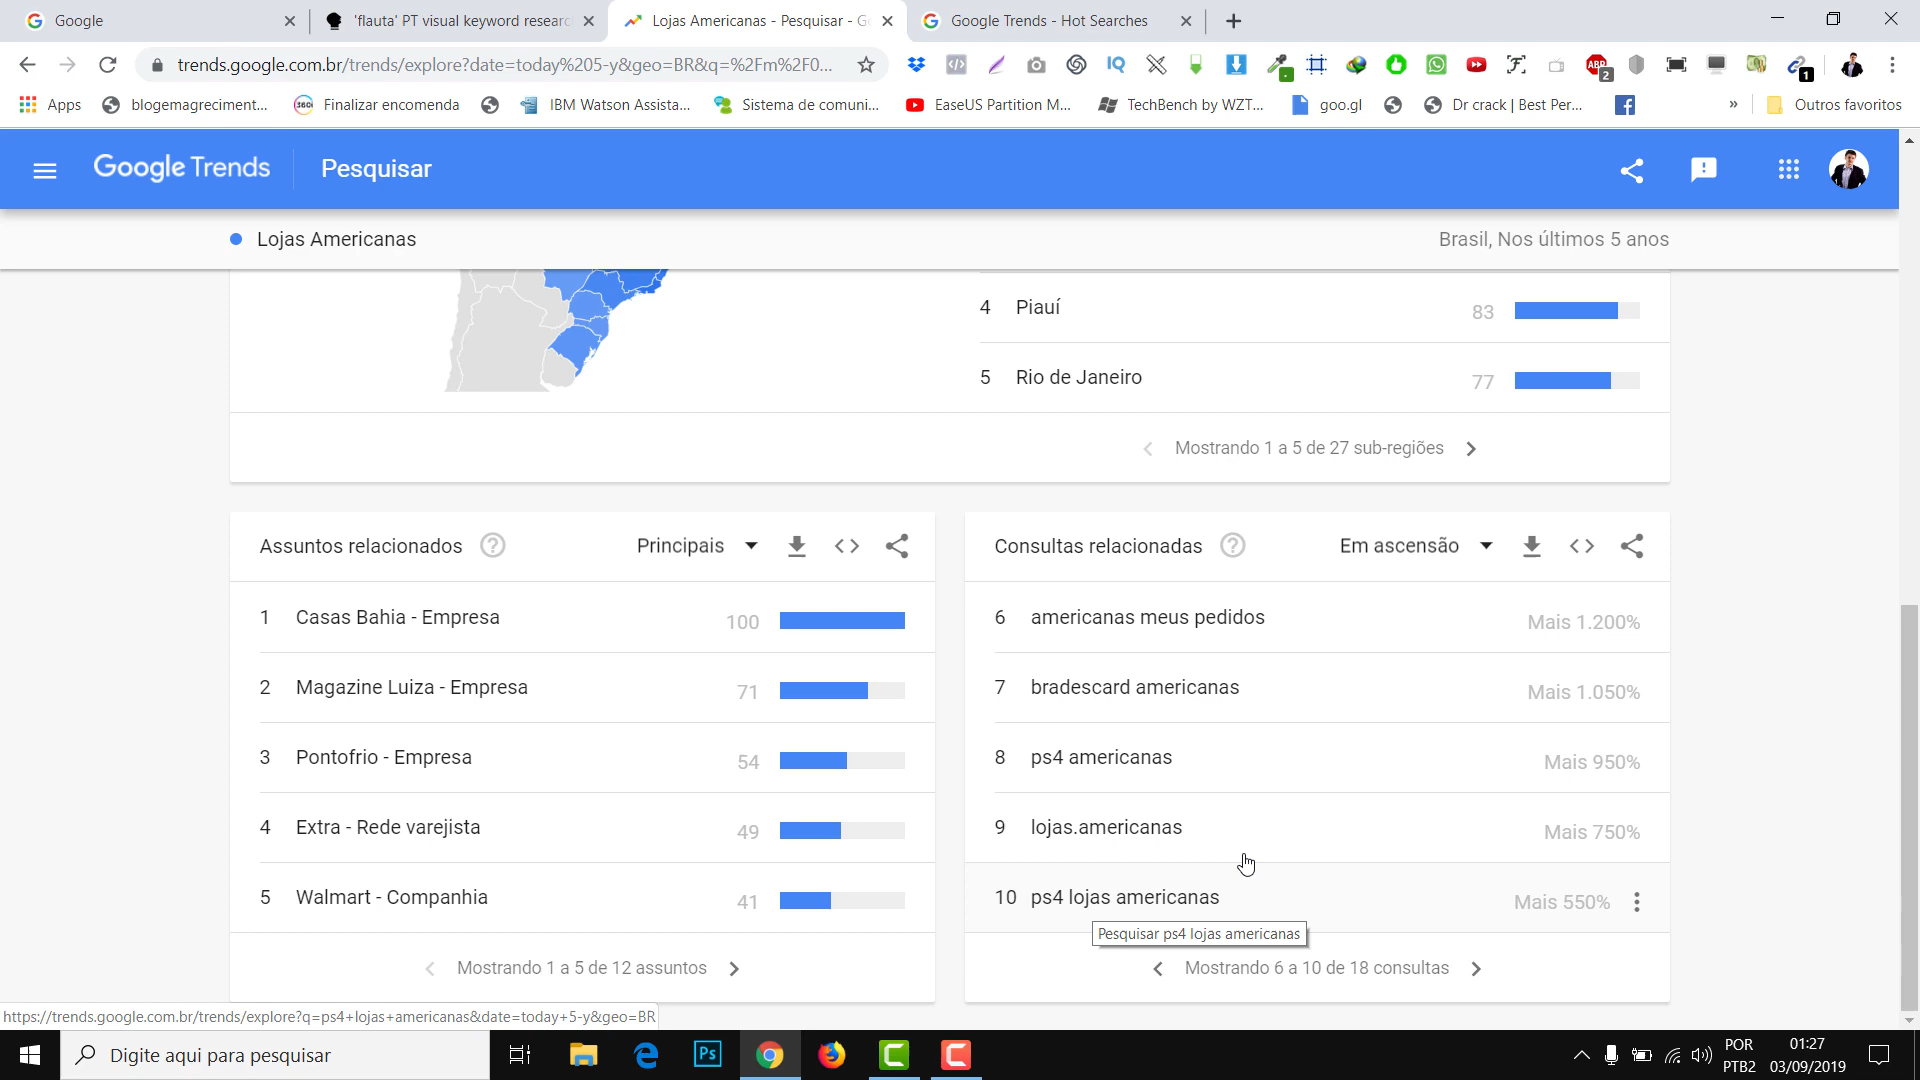 Google
'flauta' PT visual keyword researc
Lojas Americanas - Pesquisar - G
Google Trends - Hot Searches
trends.google.com.br/trends/explore?date=today%205-y&geo=BR&q=%2Fm%2F0...
Apps
blogemagreciment...
Finalizar encomenda
IBM Watson Assista...
Sistema de comuni...
EaseUS Partition M...
TechBench by WZT...
goo.gl
Dr crack | Best Per...
Outros favoritos
Google Trends
Pesquisar
Lojas Americanas
Brasil, Nos últimos 5 anos
4 Piauí 83
5 Rio de Janeiro 77
Mostrando 1 a 5 de 27 sub-regiões
Assuntos relacionados
Principais
1 Casas Bahia - Empresa 100
2 Magazine Luiza - Empresa 71
3 Pontofrio - Empresa 54
4 Extra - Rede varejista 49
5 Walmart - Companhia 41
Mostrando 1 a 5 de 12 assuntos
Consultas relacionadas
Em ascensão
6 americanas meus pedidos Mais 1.200%
7 bradescard americanas Mais 1.050%
8 ps4 americanas Mais 950%
9 lojas.americanas Mais 750%
10 ps4 lojas americanas Mais 550%
Pesquisar ps4 lojas americanas
Mostrando 6 a 10 de 18 consultas
https://trends.google.com.br/trends/explore?q=ps4+lojas+americanas&date=today+5-y&geo=BR
Digite aqui para pesquisar
POR
PTB2
01:27
03/09/2019